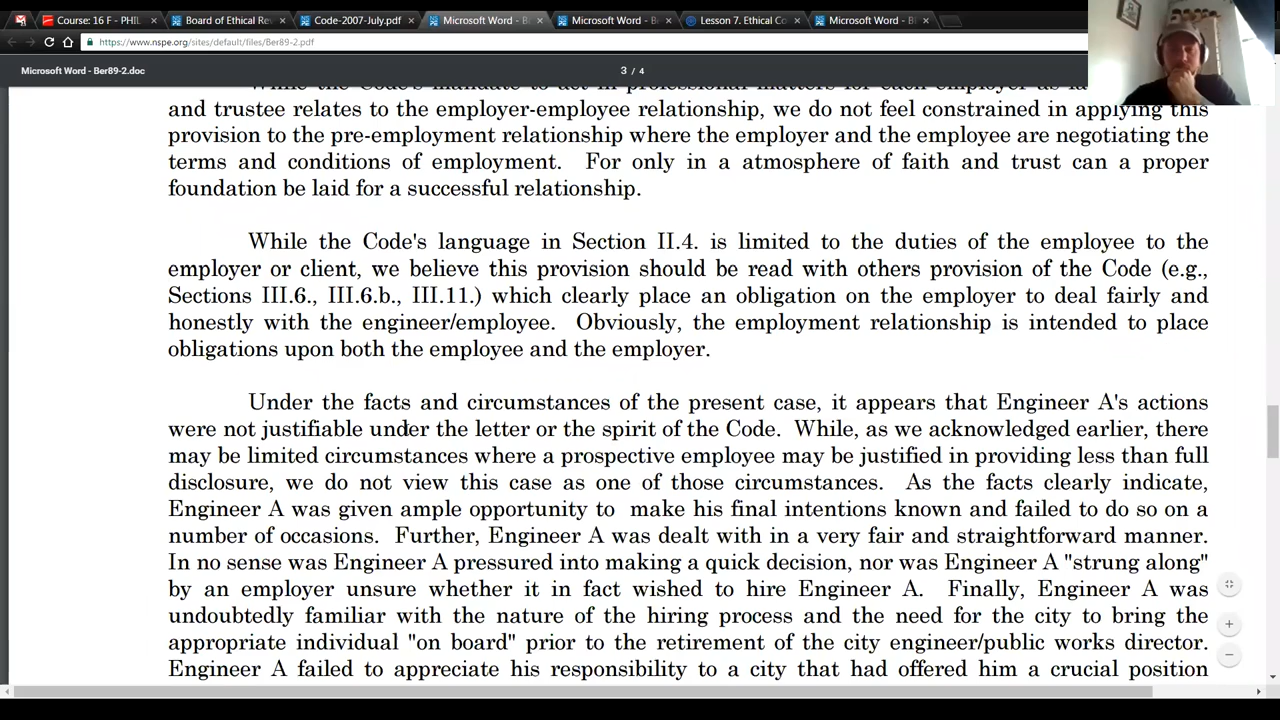 Course: 16 F - PHIL
Board of Ethical Re
Code-2007-July.pdf
Microsoft Word - B
Microsoft Word - B
Lesson 7. Ethical Co
Microsoft Word - B
https://www.nspe.org/sites/default/files/Ber89-2.pdf
Microsoft Word - Ber89-2.doc
3 / 4
While the Code's mandate to act in professional matters for each employer as
and trustee relates to the employer-employee relationship, we do not feel constrained in applying this
provision to the pre-employment relationship where the employer and the employee are negotiating the
terms and conditions of employment. For only in a atmosphere of faith and trust can a proper
foundation be laid for a successful relationship.
While the Code's language in Section II.4. is limited to the duties of the employee to the
employer or client, we believe this provision should be read with others provision of the Code (e.g.,
Sections III.6., III.6.b., III.11.) which clearly place an obligation on the employer to deal fairly and
honestly with the engineer/employee. Obviously, the employment relationship is intended to place
obligations upon both the employee and the employer.
Under the facts and circumstances of the present case, it appears that Engineer A's actions
were not justifiable under the letter or the spirit of the Code. While, as we acknowledged earlier, there
may be limited circumstances where a prospective employee may be justified in providing less than full
disclosure, we do not view this case as one of those circumstances. As the facts clearly indicate,
Engineer A was given ample opportunity to make his final intentions known and failed to do so on a
number of occasions. Further, Engineer A was dealt with in a very fair and straightforward manner.
In no sense was Engineer A pressured into making a quick decision, nor was Engineer A "strung along"
by an employer unsure whether it in fact wished to hire Engineer A. Finally, Engineer A was
undoubtedly familiar with the nature of the hiring process and the need for the city to bring the
appropriate individual "on board" prior to the retirement of the city engineer/public works director.
Engineer A failed to appreciate his responsibility to a city that had offered him a crucial position